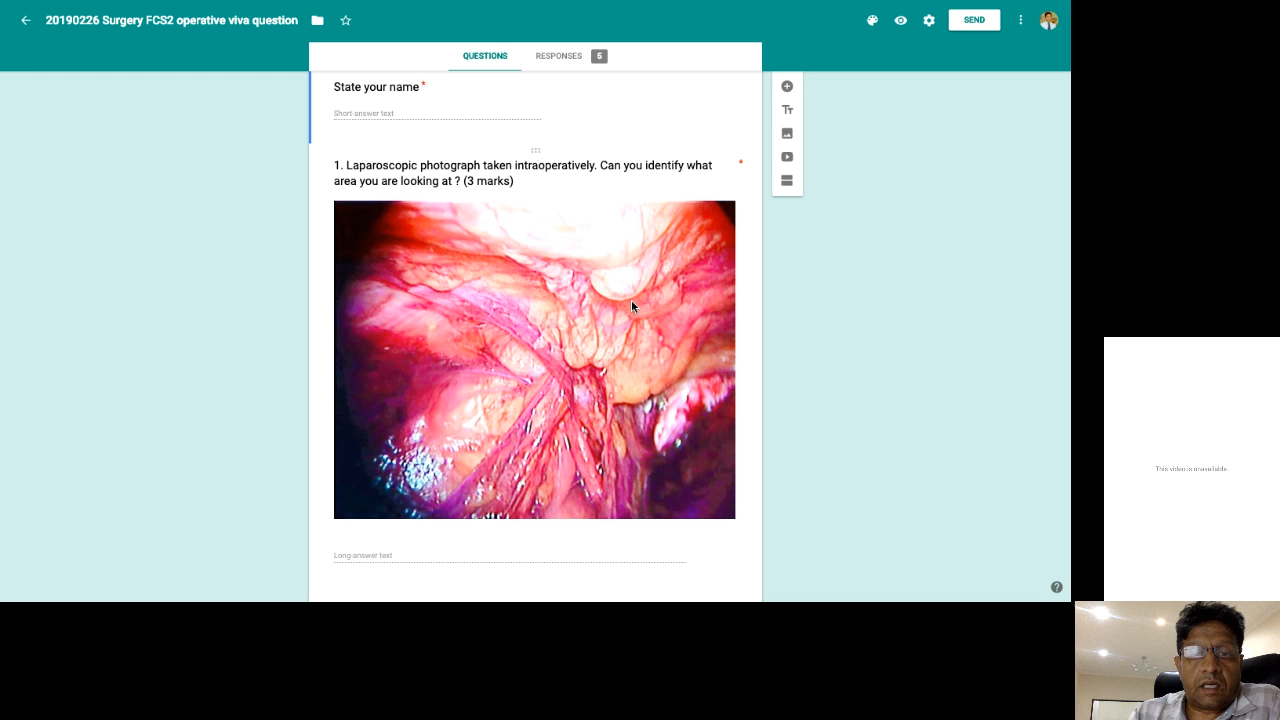 20190226 Surgery FCS2 operative viva question
SEND
QUESTIONS
RESPONSES 5
State your name *
Short-answer text
1. Laparoscopic photograph taken intraoperatively. Can you identify what *
area you are looking at ? (3 marks)
Long-answer text
Tт
This video is unavailable
?